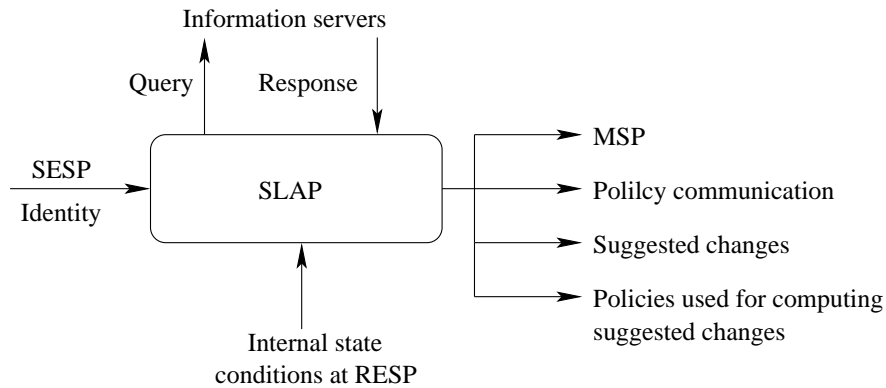 Information servers
Query
Response
MSP
SESP
SLAP
Polilcy communication
Identity
Suggested changes
Policies used for computing
suggested changes
Internal state
conditions at RESP